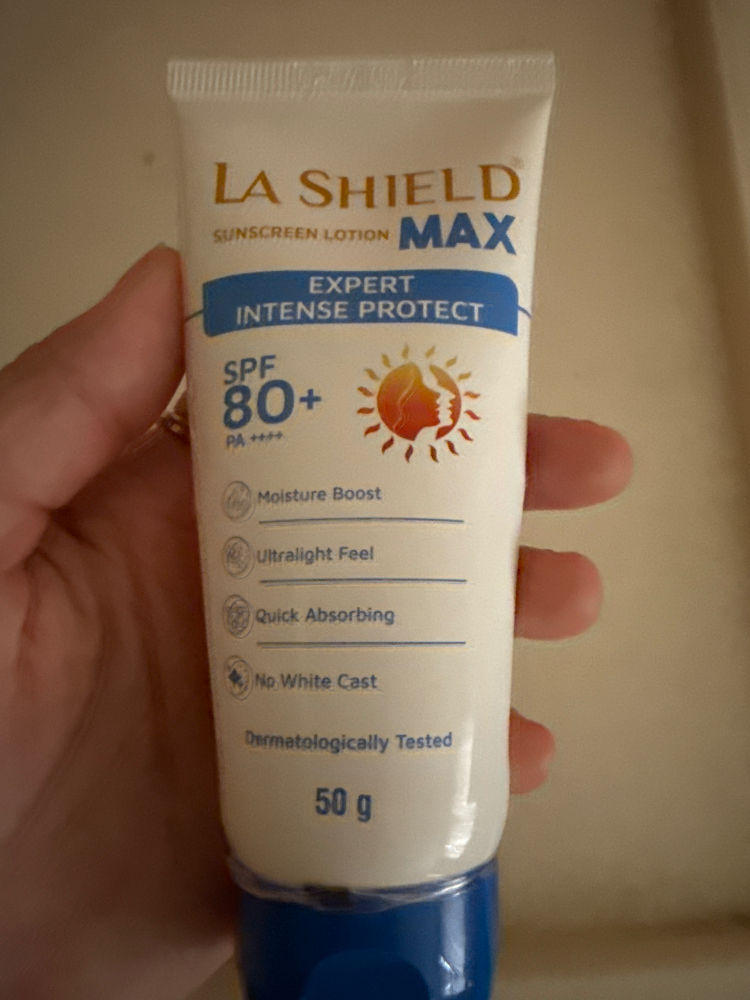 LA SHIELD®
SUNSCREEN LOTION MAX
EXPERT
INTENSE PROTECT
SPF
80+
PA ++++
Moisture Boost
Ultralight Feel
Quick Absorbing
No White Cast
Dermatologically Tested
50 g